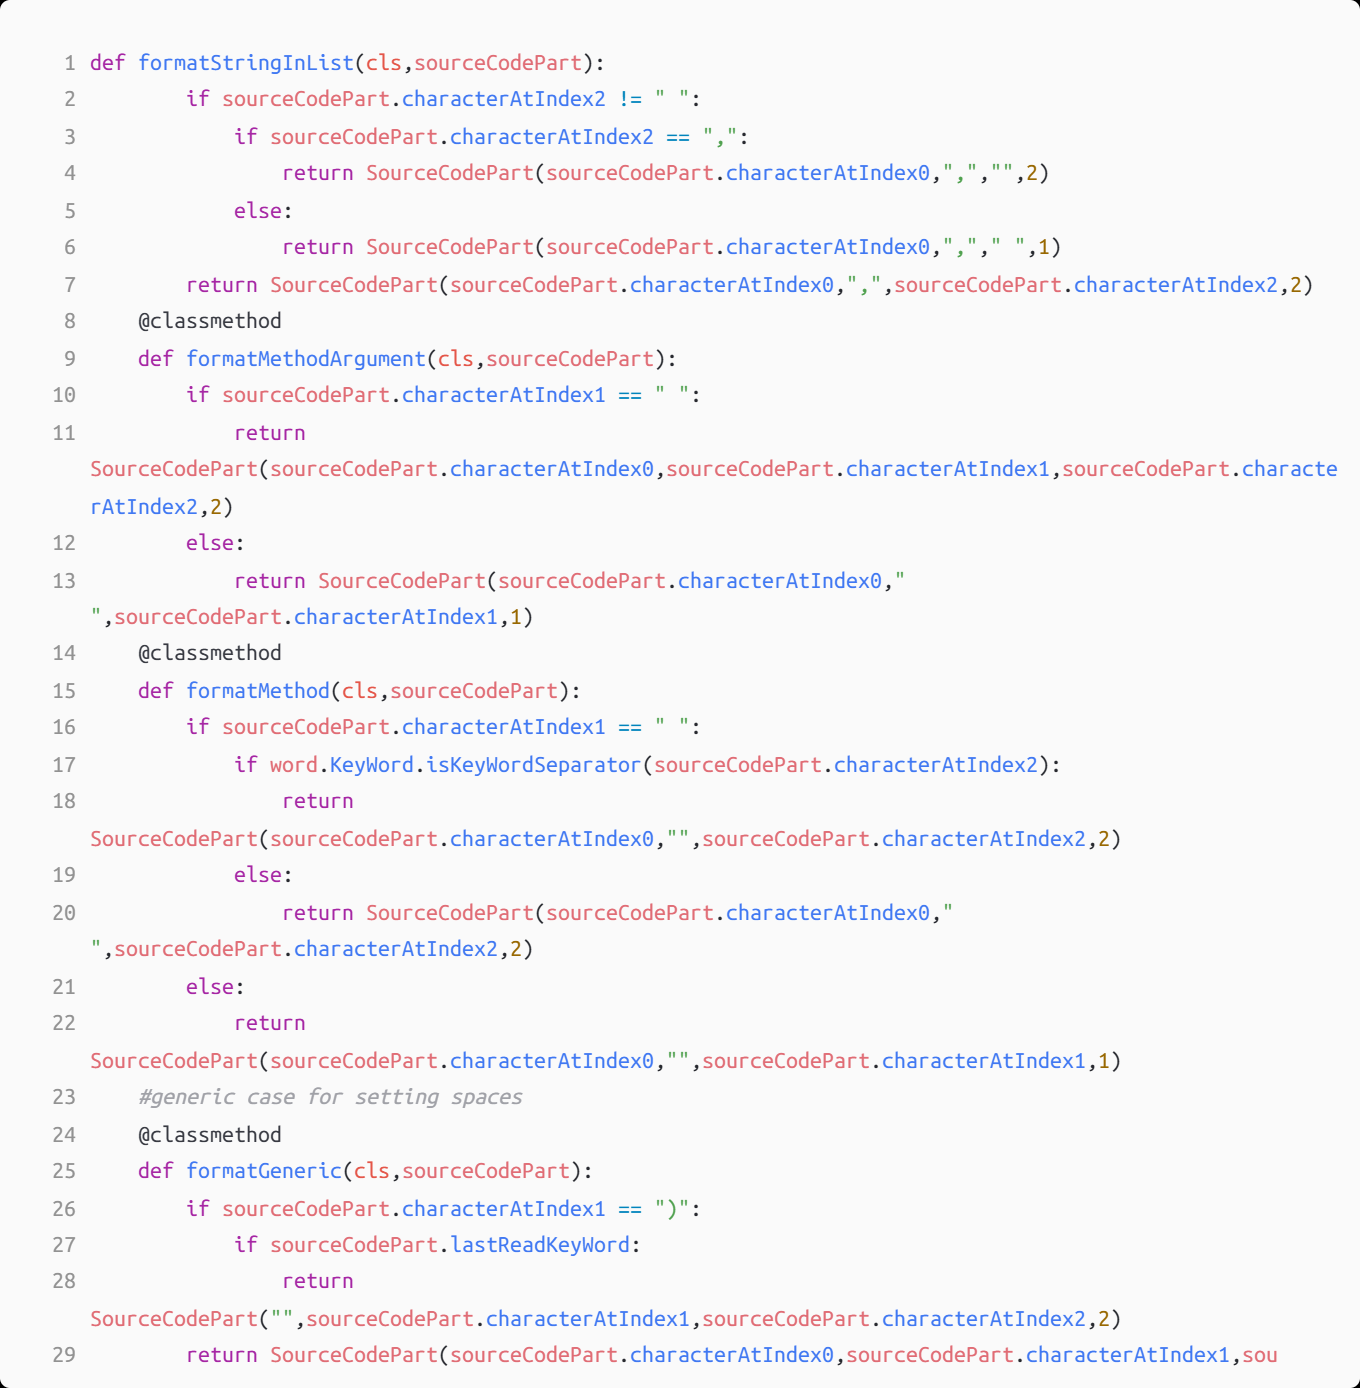 1 def formatStringInList(cls,sourceCodePart):
2         if sourceCodePart.characterAtIndex2 != " ":
3             if sourceCodePart.characterAtIndex2 == ",":
4                 return SourceCodePart(sourceCodePart.characterAtIndex0,",","",2)
5             else:
6                 return SourceCodePart(sourceCodePart.characterAtIndex0,","," ",1)
7         return SourceCodePart(sourceCodePart.characterAtIndex0,",",sourceCodePart.characterAtIndex2,2)
8     @classmethod
9     def formatMethodArgument(cls,sourceCodePart):
10         if sourceCodePart.characterAtIndex1 == " ":
11             return
SourceCodePart(sourceCodePart.characterAtIndex0,sourceCodePart.characterAtIndex1,sourceCodePart.characte
rAtIndex2,2)
12         else:
13             return SourceCodePart(sourceCodePart.characterAtIndex0,"
",sourceCodePart.characterAtIndex1,1)
14     @classmethod
15     def formatMethod(cls,sourceCodePart):
16         if sourceCodePart.characterAtIndex1 == " ":
17             if word.KeyWord.isKeyWordSeparator(sourceCodePart.characterAtIndex2):
18                 return
SourceCodePart(sourceCodePart.characterAtIndex0,"",sourceCodePart.characterAtIndex2,2)
19             else:
20                 return SourceCodePart(sourceCodePart.characterAtIndex0,"
",sourceCodePart.characterAtIndex2,2)
21         else:
22             return
SourceCodePart(sourceCodePart.characterAtIndex0,"",sourceCodePart.characterAtIndex1,1)
23     #generic case for setting spaces
24     @classmethod
25     def formatGeneric(cls,sourceCodePart):
26         if sourceCodePart.characterAtIndex1 == ")":
27             if sourceCodePart.lastReadKeyWord:
28                 return
SourceCodePart("",sourceCodePart.characterAtIndex1,sourceCodePart.characterAtIndex2,2)
29         return SourceCodePart(sourceCodePart.characterAtIndex0,sourceCodePart.characterAtIndex1,sou